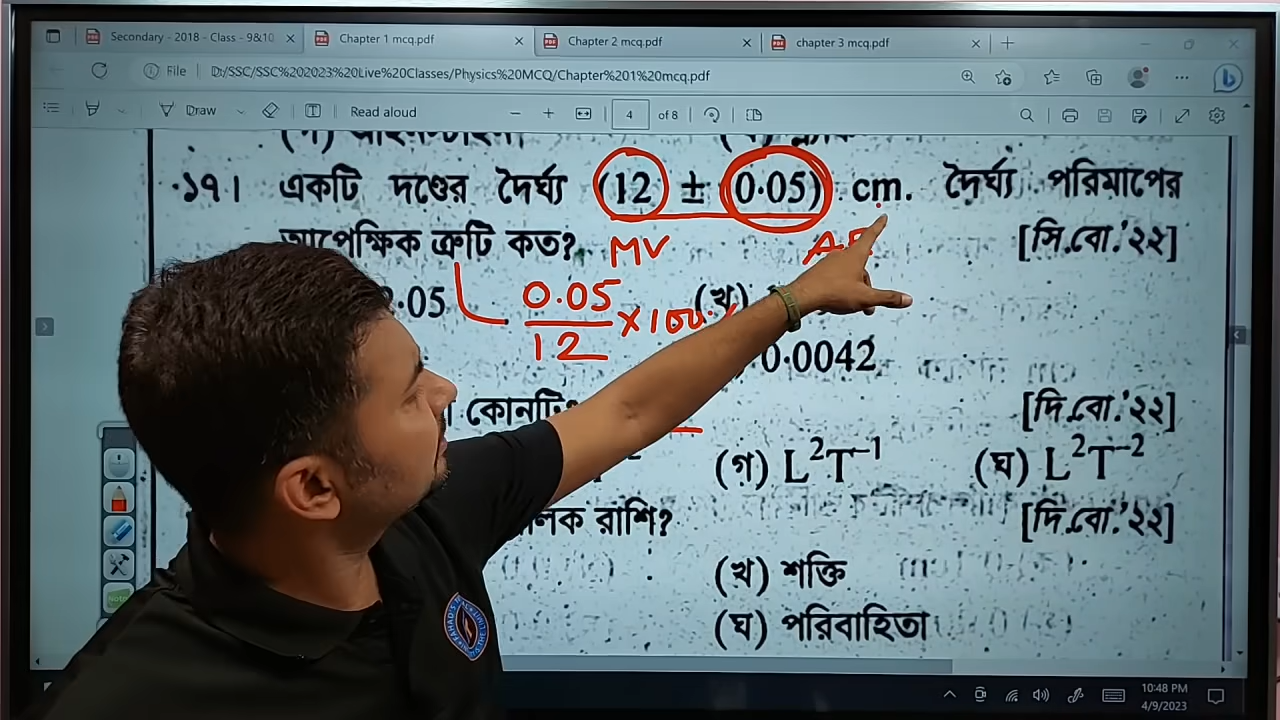 Secondary - 2018 - Class - 9&10
Chapter 1 mcq.pdf
Chapter 2 mcq.pdf
chapter 3 mcq.pdf
File D:/SSC/SSC%202023%20Live%20Classes/Physics%20MCQ/Chapter%201%20mcq.pdf
Draw Read aloud 4 of 8
১৭। একটি দণ্ডের দৈর্ঘ্য (12 ± 0·05) cm. দৈর্ঘ্য পরিমাপের
আপেক্ষিক ত্রুটি কত? [সি.বো.'২২]
MV
·05 0.05/12 ×100 (খ)
0·0042
কোনটি [দি.বো.'২২]
(গ) L²T⁻¹ (ঘ) L²T⁻²
রাশি? [দি.বো.'২২]
(খ) শক্তি
(ঘ) পরিবাহিতা
10:48 PM
4/9/2023